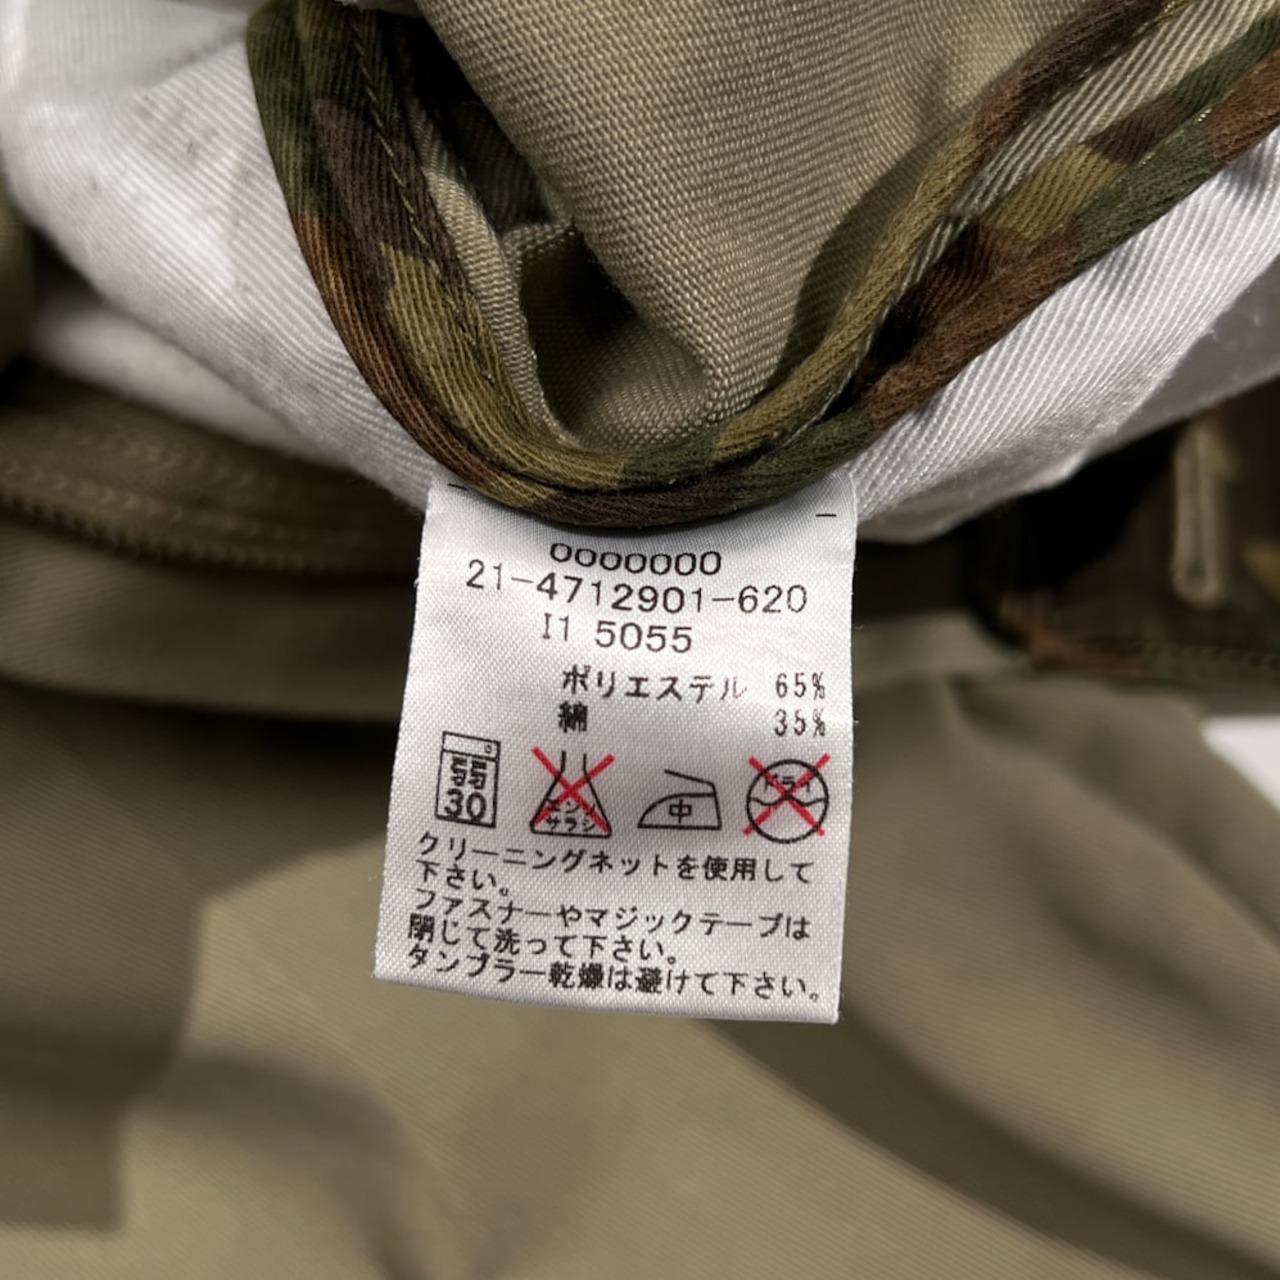 0000000
21-4712901-620
I1 5055
ポリエステル 65%
綿 35%
弱 30
エンソ サラシ
中
ドライ
クリーニングネットを使用して
下さい。
ファスナーやマジックテープは
閉じて洗って下さい。
タンブラー乾燥は避けて下さい。